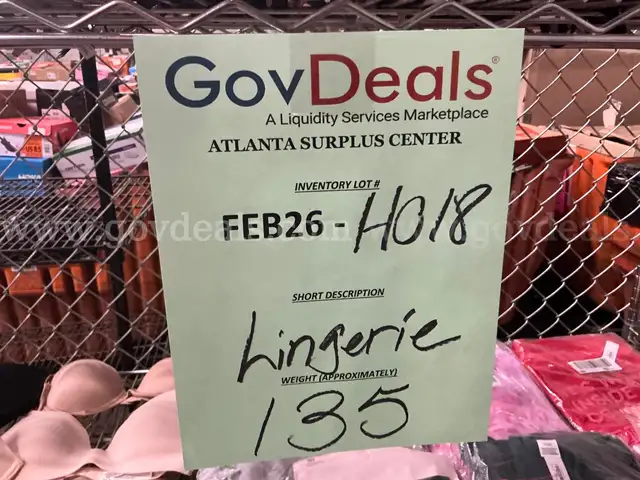 GovDeals®
A Liquidity Services Marketplace
ATLANTA SURPLUS CENTER
INVENTORY LOT #
FEB26 - H018
SHORT DESCRIPTION
Lingerie
WEIGHT (APPROXIMATELY)
135